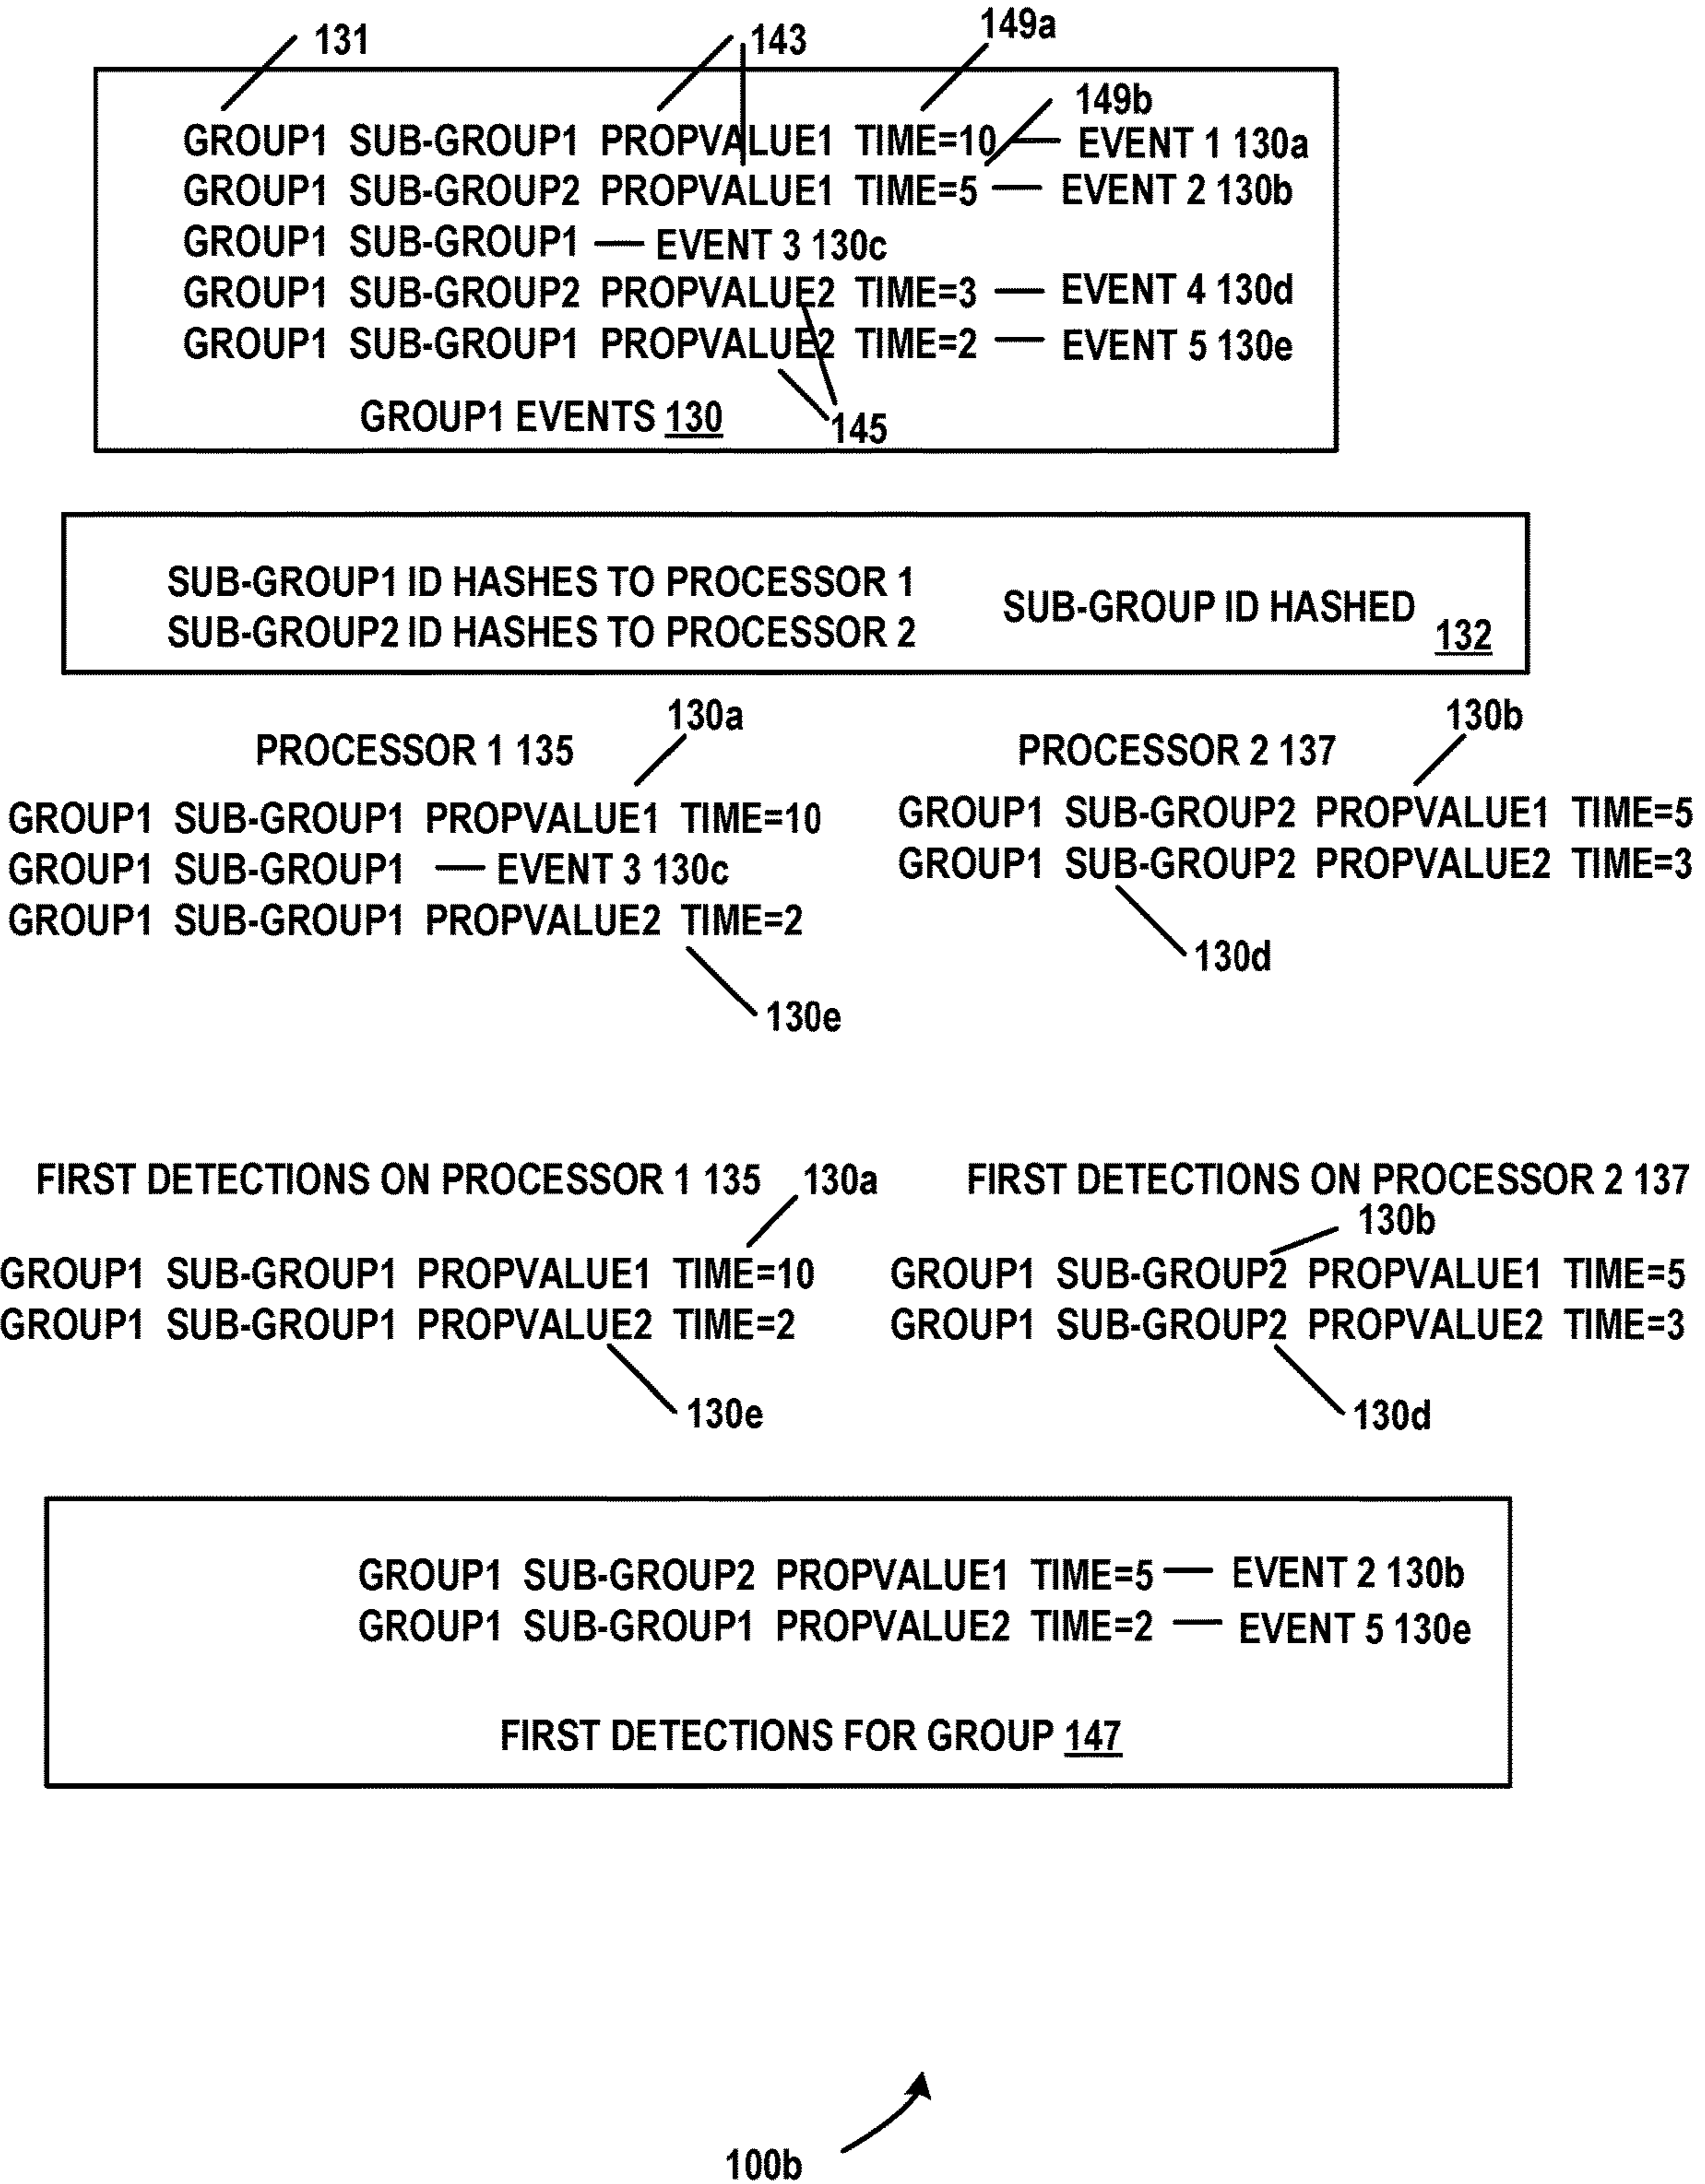 131 143 149a
149b
GROUP1 SUB-GROUP1 PROPVALUE1 TIME=10 EVENT 1 130a
GROUP1 SUB-GROUP2 PROPVALUE1 TIME=5 EVENT 2 130b
GROUP1 SUB-GROUP1 EVENT 3 130c
GROUP1 SUB-GROUP2 PROPVALUE2 TIME=3 EVENT 4 130d
GROUP1 SUB-GROUP1 PROPVALUE2 TIME=2 EVENT 5 130e
GROUP1 EVENTS 130 145
SUB-GROUP1 ID HASHES TO PROCESSOR 1
SUB-GROUP2 ID HASHES TO PROCESSOR 2
SUB-GROUP ID HASHED
132
130a
PROCESSOR 1 135
GROUP1 SUB-GROUP1 PROPVALUE1 TIME=10
GROUP1 SUB-GROUP1 EVENT 3 130c
GROUP1 SUB-GROUP1 PROPVALUE2 TIME=2
130e
130b
PROCESSOR 2 137
GROUP1 SUB-GROUP2 PROPVALUE1 TIME=5
GROUP1 SUB-GROUP2 PROPVALUE2 TIME=3
130d
FIRST DETECTIONS ON PROCESSOR 1 135 130a
GROUP1 SUB-GROUP1 PROPVALUE1 TIME=10
GROUP1 SUB-GROUP1 PROPVALUE2 TIME=2
130e
FIRST DETECTIONS ON PROCESSOR 2 137
130b
GROUP1 SUB-GROUP2 PROPVALUE1 TIME=5
GROUP1 SUB-GROUP2 PROPVALUE2 TIME=3
130d
GROUP1 SUB-GROUP2 PROPVALUE1 TIME=5 EVENT 2 130b
GROUP1 SUB-GROUP1 PROPVALUE2 TIME=2 EVENT 5 130e
FIRST DETECTIONS FOR GROUP 147
100b